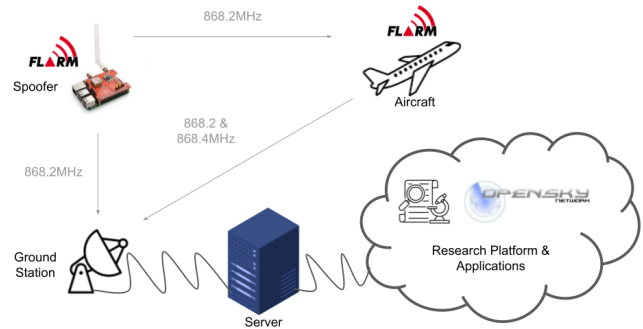 868.2MHz
FLARM
FLARM
Spoofer
Aircraft
868.2 &
868.4MHz
868.2MHz
OPENSKY
NETWORK
Ground
Station
Research Platform &
Applications
Server